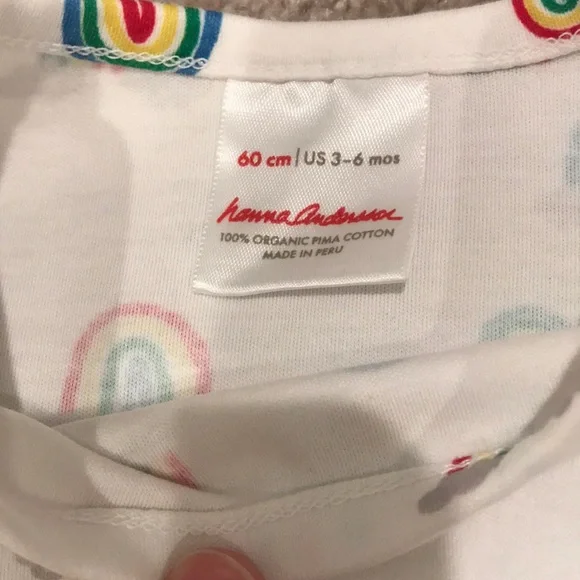 60 cm | US 3-6 mos
hanna Andersson
100% ORGANIC PIMA COTTON
MADE IN PERU